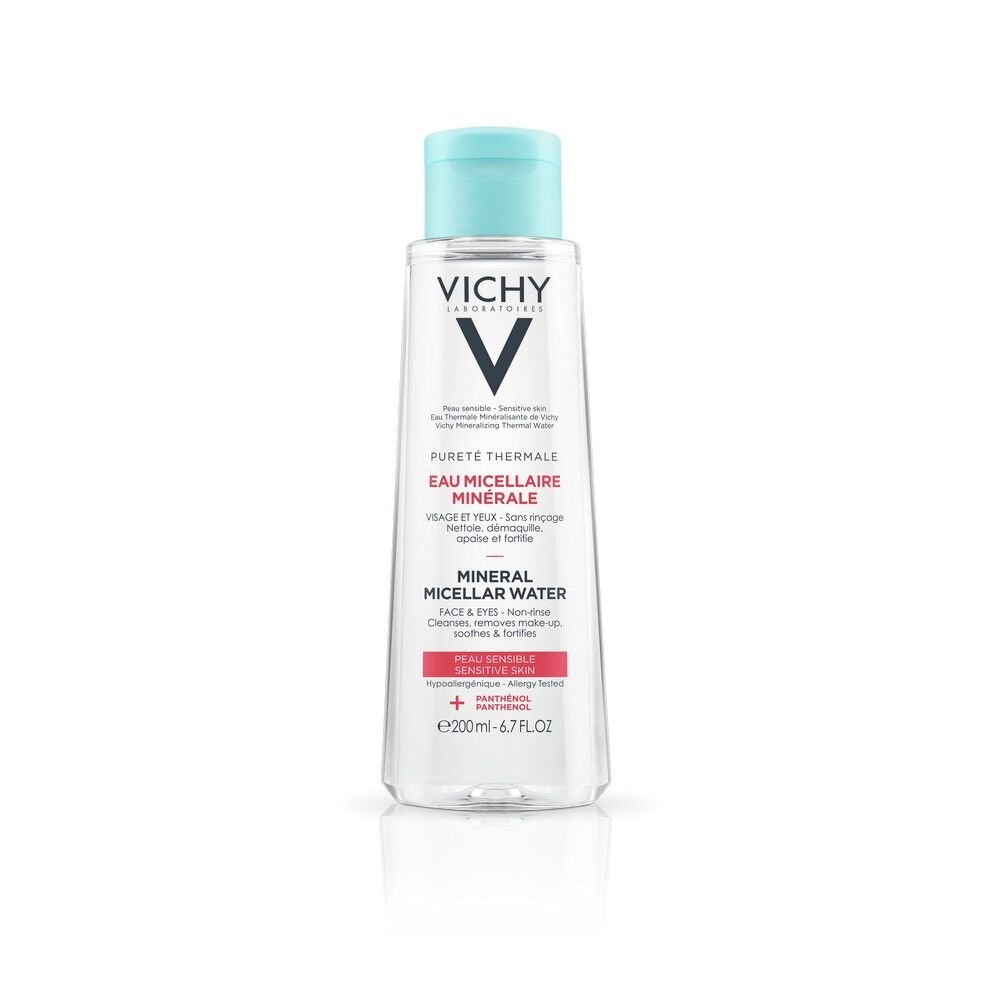 VICHY
LABORATOIRES
V
Peau sensible - Sensitive skin
Eau Thermale Minéralisante de Vichy
Vichy Mineralizing Thermal Water
PURETÉ THERMALE
EAU MICELLAIRE
MINÉRALE
VISAGE ET YEUX - Sans rinçage
Nettoie, démaquille,
apaise et fortifie
MINERAL
MICELLAR WATER
FACE & EYES - Non-rinse
Cleanses, removes make-up,
soothes & fortifies
PEAU SENSIBLE
SENSITIVE SKIN
Hypoallergénique - Allergy Tested
+ PANTHÉNOL
PANTHENOL
℮200 ml - 6.7 FL.OZ